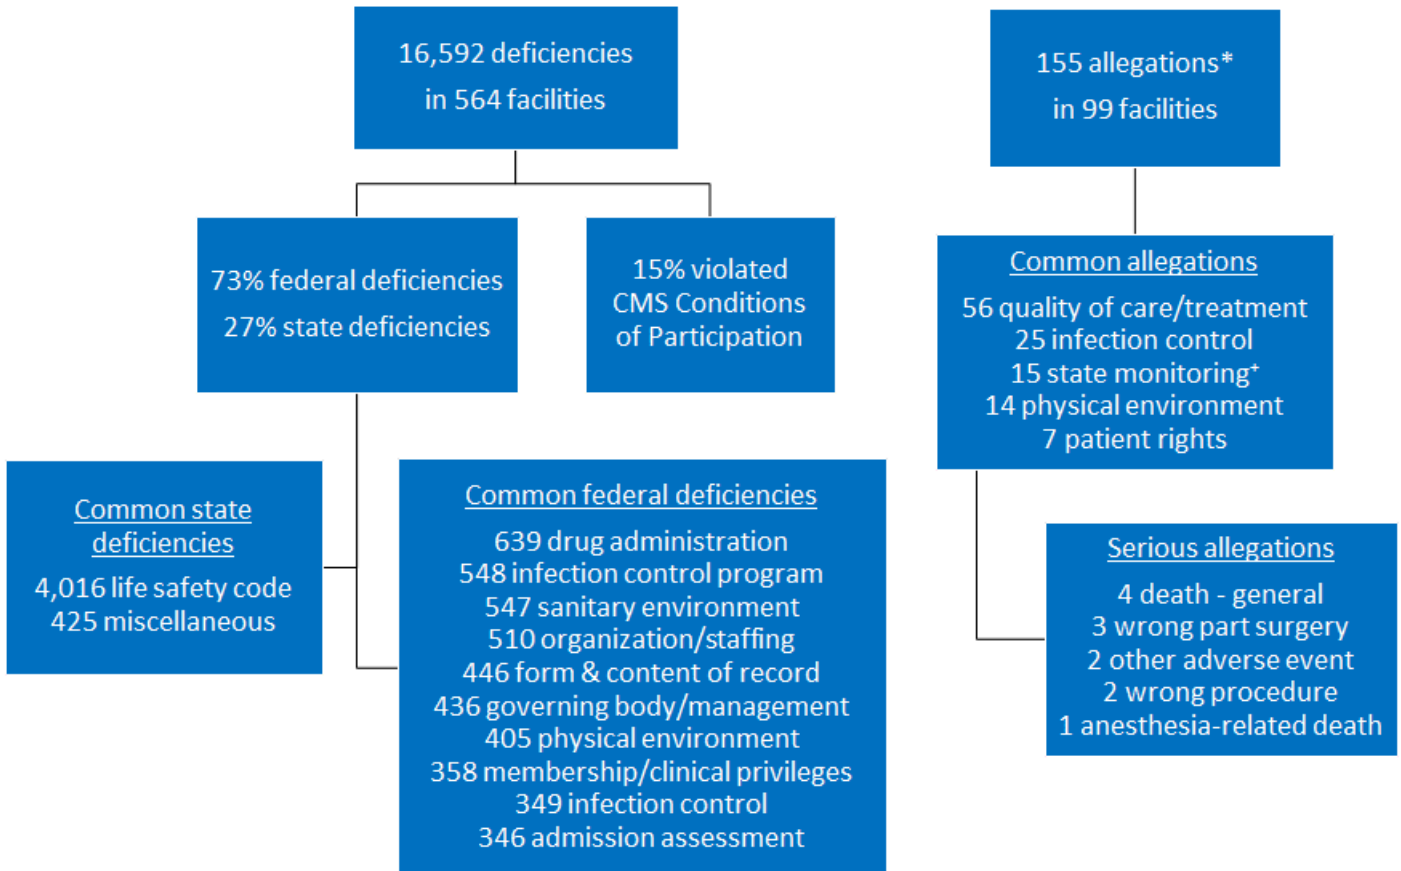 16,592 deficiencies
in 564 facilities
73% federal deficiencies
27% state deficiencies
15% violated
CMS Conditions
of Participation
Common state
deficiencies
4,016 life safety code
425 miscellaneous
Common federal deficiencies
639 drug administration
548 infection control program
547 sanitary environment
510 organization/staffing
446 form & content of record
436 governing body/management
405 physical environment
358 membership/clinical privileges
349 infection control
346 admission assessment
155 allegations*
in 99 facilities
Common allegations
56 quality of care/treatment
25 infection control
15 state monitoring⁺
14 physical environment
7 patient rights
Serious allegations
4 death - general
3 wrong part surgery
2 other adverse event
2 wrong procedure
1 anesthesia-related death